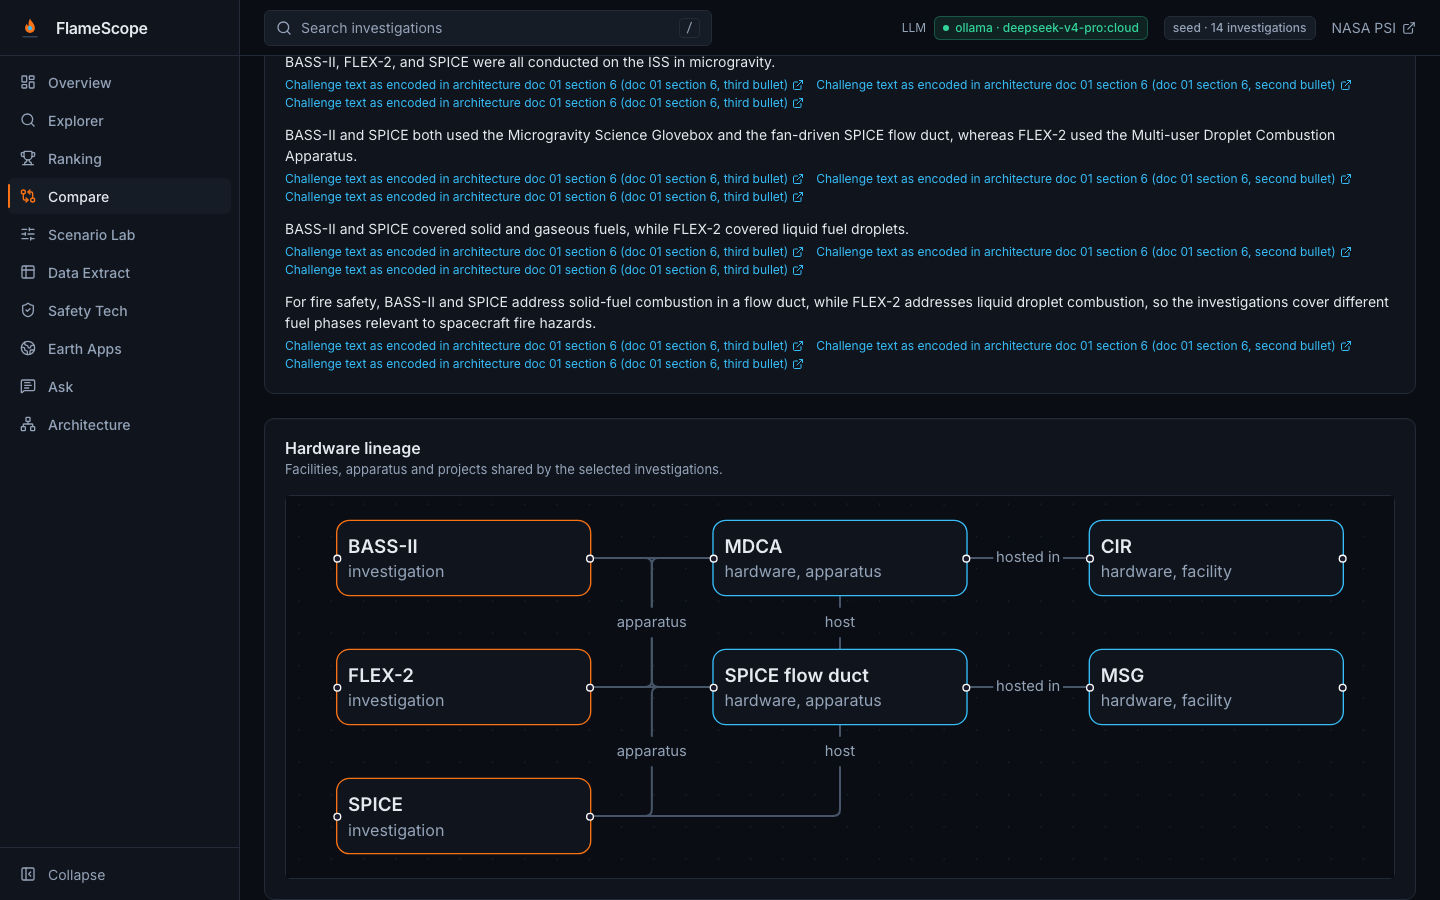 FlameScope
Search investigations
/
LLM
ollama · deepseek-v4-pro:cloud
seed · 14 investigations
NASA PSI
Overview
Explorer
Ranking
Compare
Scenario Lab
Data Extract
Safety Tech
Earth Apps
Ask
Architecture
Collapse
BASS-II, FLEX-2, and SPICE were all conducted on the ISS in microgravity.
Challenge text as encoded in architecture doc 01 section 6 (doc 01 section 6, third bullet) Challenge text as encoded in architecture doc 01 section 6 (doc 01 section 6, second bullet)
Challenge text as encoded in architecture doc 01 section 6 (doc 01 section 6, third bullet)
BASS-II and SPICE both used the Microgravity Science Glovebox and the fan-driven SPICE flow duct, whereas FLEX-2 used the Multi-user Droplet Combustion
Apparatus.
Challenge text as encoded in architecture doc 01 section 6 (doc 01 section 6, third bullet) Challenge text as encoded in architecture doc 01 section 6 (doc 01 section 6, second bullet)
Challenge text as encoded in architecture doc 01 section 6 (doc 01 section 6, third bullet)
BASS-II and SPICE covered solid and gaseous fuels, while FLEX-2 covered liquid fuel droplets.
Challenge text as encoded in architecture doc 01 section 6 (doc 01 section 6, third bullet) Challenge text as encoded in architecture doc 01 section 6 (doc 01 section 6, second bullet)
Challenge text as encoded in architecture doc 01 section 6 (doc 01 section 6, third bullet)
For fire safety, BASS-II and SPICE address solid-fuel combustion in a flow duct, while FLEX-2 addresses liquid droplet combustion, so the investigations cover different
fuel phases relevant to spacecraft fire hazards.
Challenge text as encoded in architecture doc 01 section 6 (doc 01 section 6, third bullet) Challenge text as encoded in architecture doc 01 section 6 (doc 01 section 6, second bullet)
Challenge text as encoded in architecture doc 01 section 6 (doc 01 section 6, third bullet)
Hardware lineage
Facilities, apparatus and projects shared by the selected investigations.
BASS-II
investigation
MDCA
hardware, apparatus
hosted in
CIR
hardware, facility
apparatus
host
FLEX-2
investigation
SPICE flow duct
hardware, apparatus
hosted in
MSG
hardware, facility
apparatus
host
SPICE
investigation